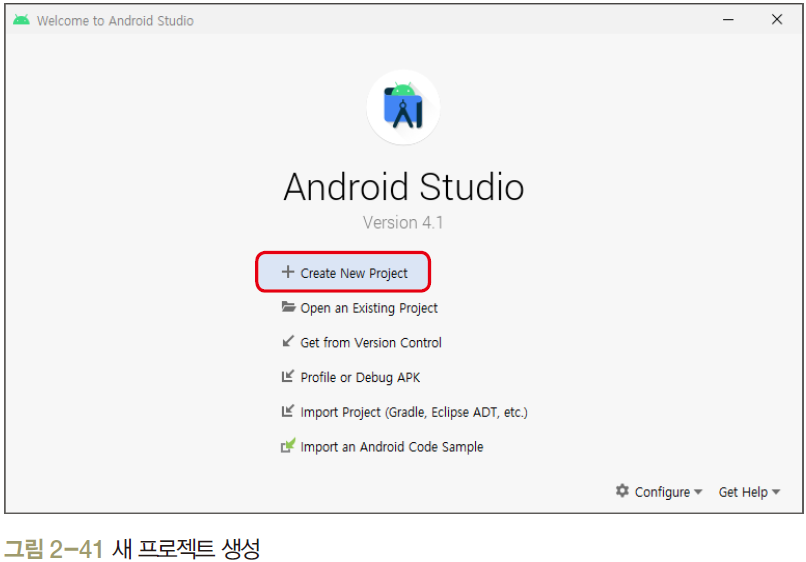 Welcome to Android Studio
Android Studio
Version 4.1
Create New Project
Open an Existing Project
Get from Version Control
Profile or Debug APK
Import Project (Gradle, Eclipse ADT, etc.)
Import an Android Code Sample
Configure Get Help
그림 2-41 새 프로젝트 생성